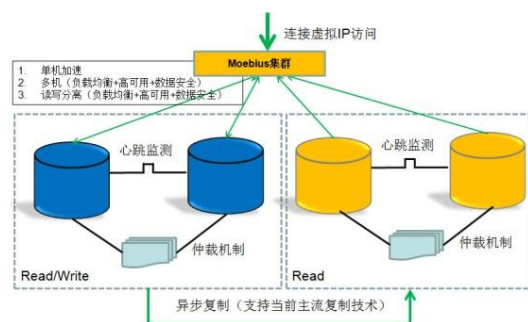 连接虚拟IP访问
Moebius集群
1. 单机加速
2. 多机（负载均衡+高可用+数据安全）
3. 读写分离（负载均衡+高可用+数据安全）
心跳监测
心跳监测
仲裁机制
仲裁机制
Read/Write
Read
异步复制（支持当前主流复制技术）